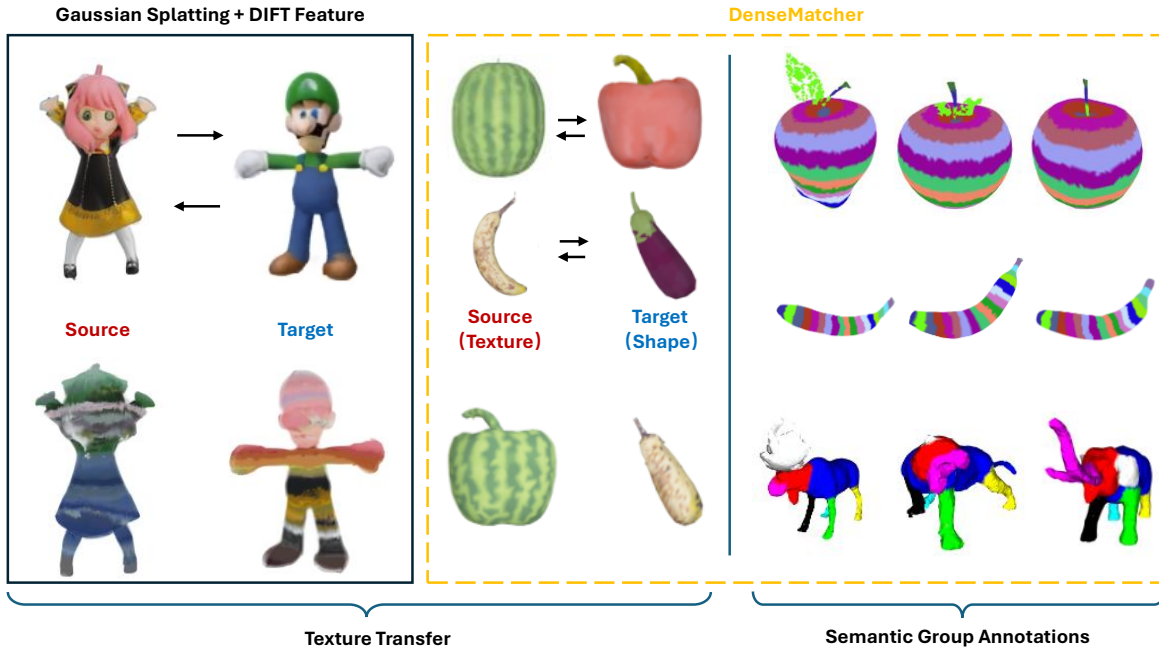 Gaussian Splatting + DIFT Feature
DenseMatcher
Source
Target
Source
(Texture)
Target
(Shape)
Texture Transfer
Semantic Group Annotations